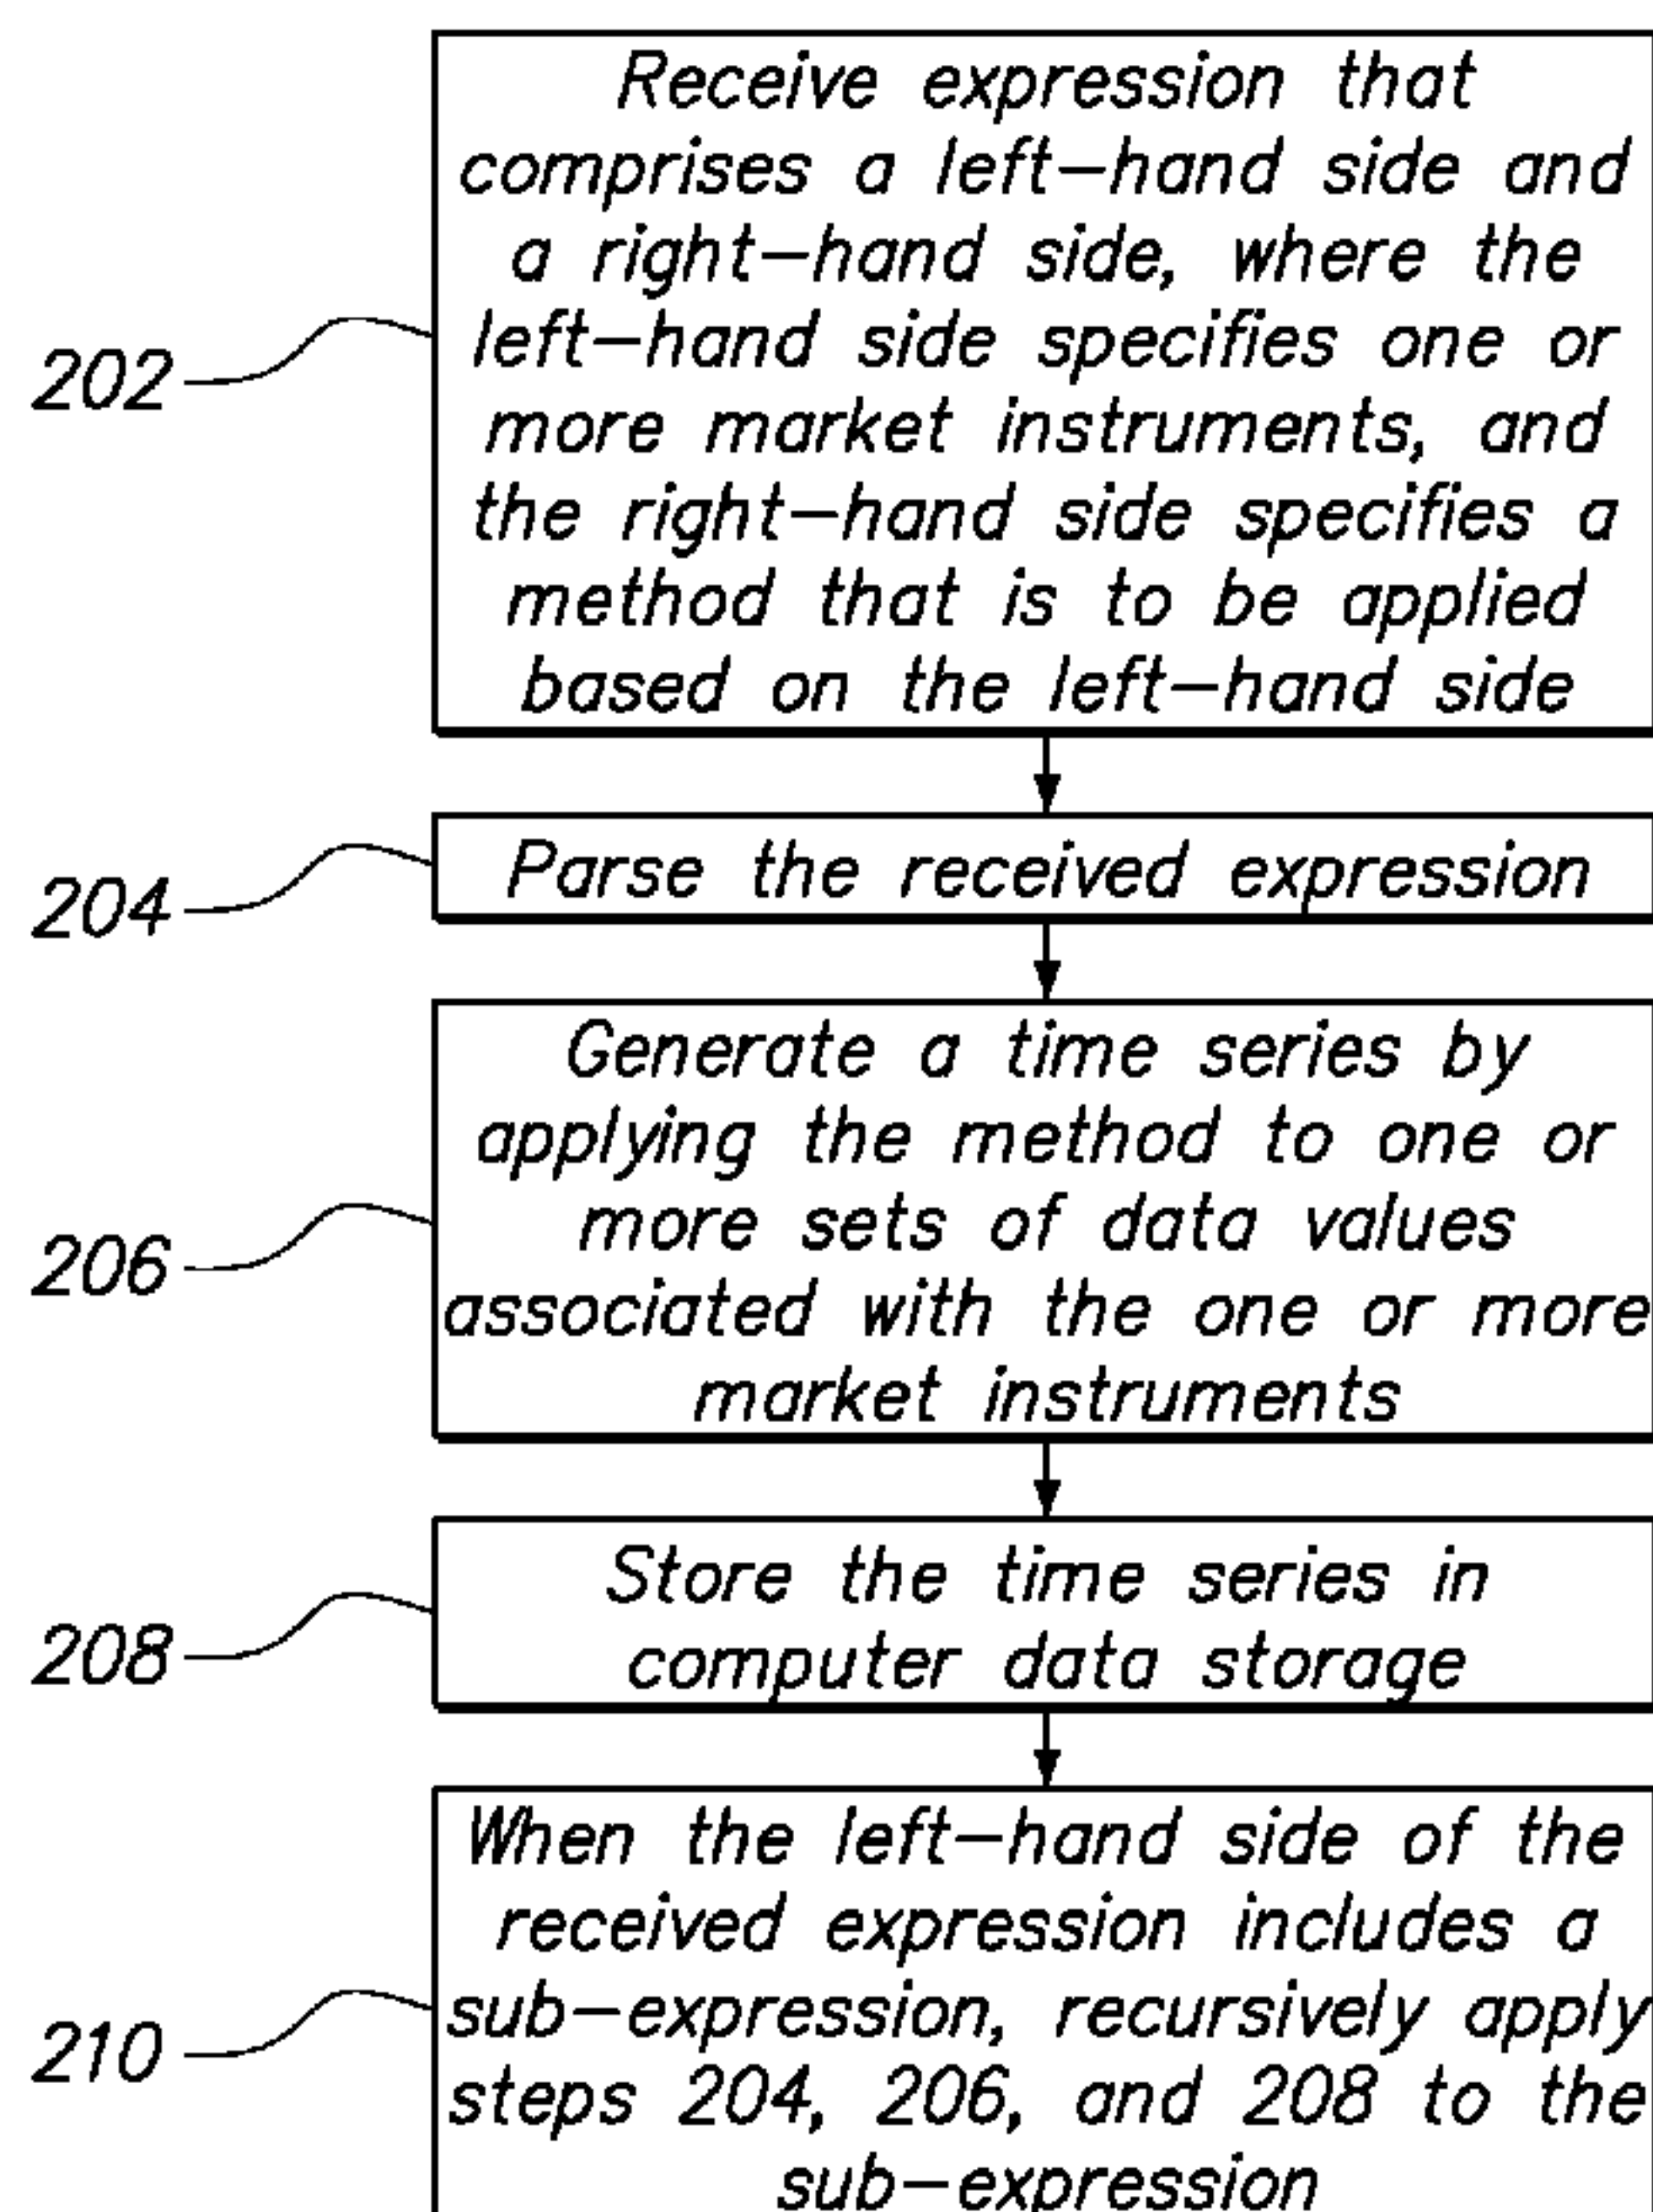 Receive expression that
comprises a left-hand side and
a right-hand side, where the
left-hand side specifies one or
more market instruments, and
the right-hand side specifies a
method that is to be applied
based on the left-hand side
202
Parse the received expression
204
Generate a time series by
applying the method to one or
more sets of data values
associated with the one or more
market instruments
206
Store the time series in
computer data storage
208
When the left-hand side of the
received expression includes a
sub-expression, recursively apply
steps 204, 206, and 208 to the
sub-expression
210